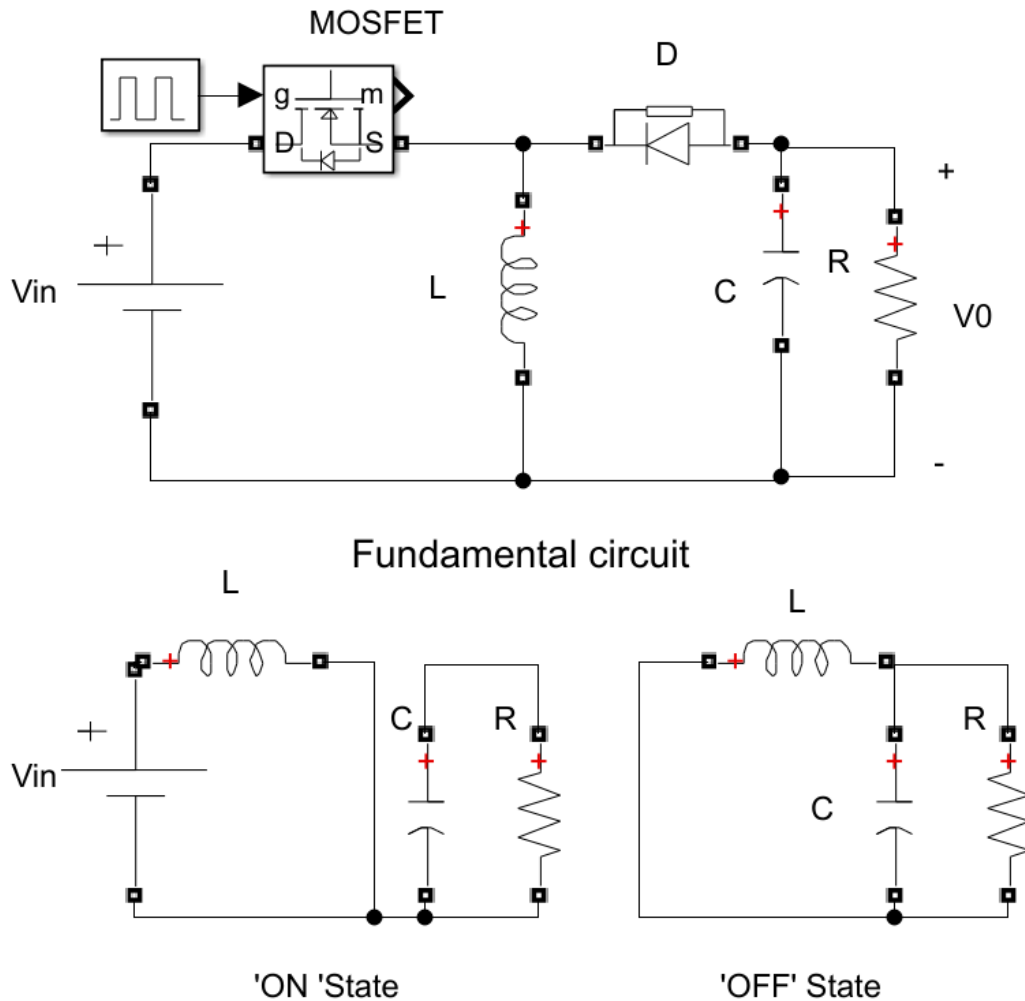 MOSFET
D
g m
D S
+
+
+
+
Vin
L
C
R
V0
-
Fundamental circuit
L
L
+
+
+
C
R
R
Vin
+
+
+
+
C
'ON 'State
'OFF' State